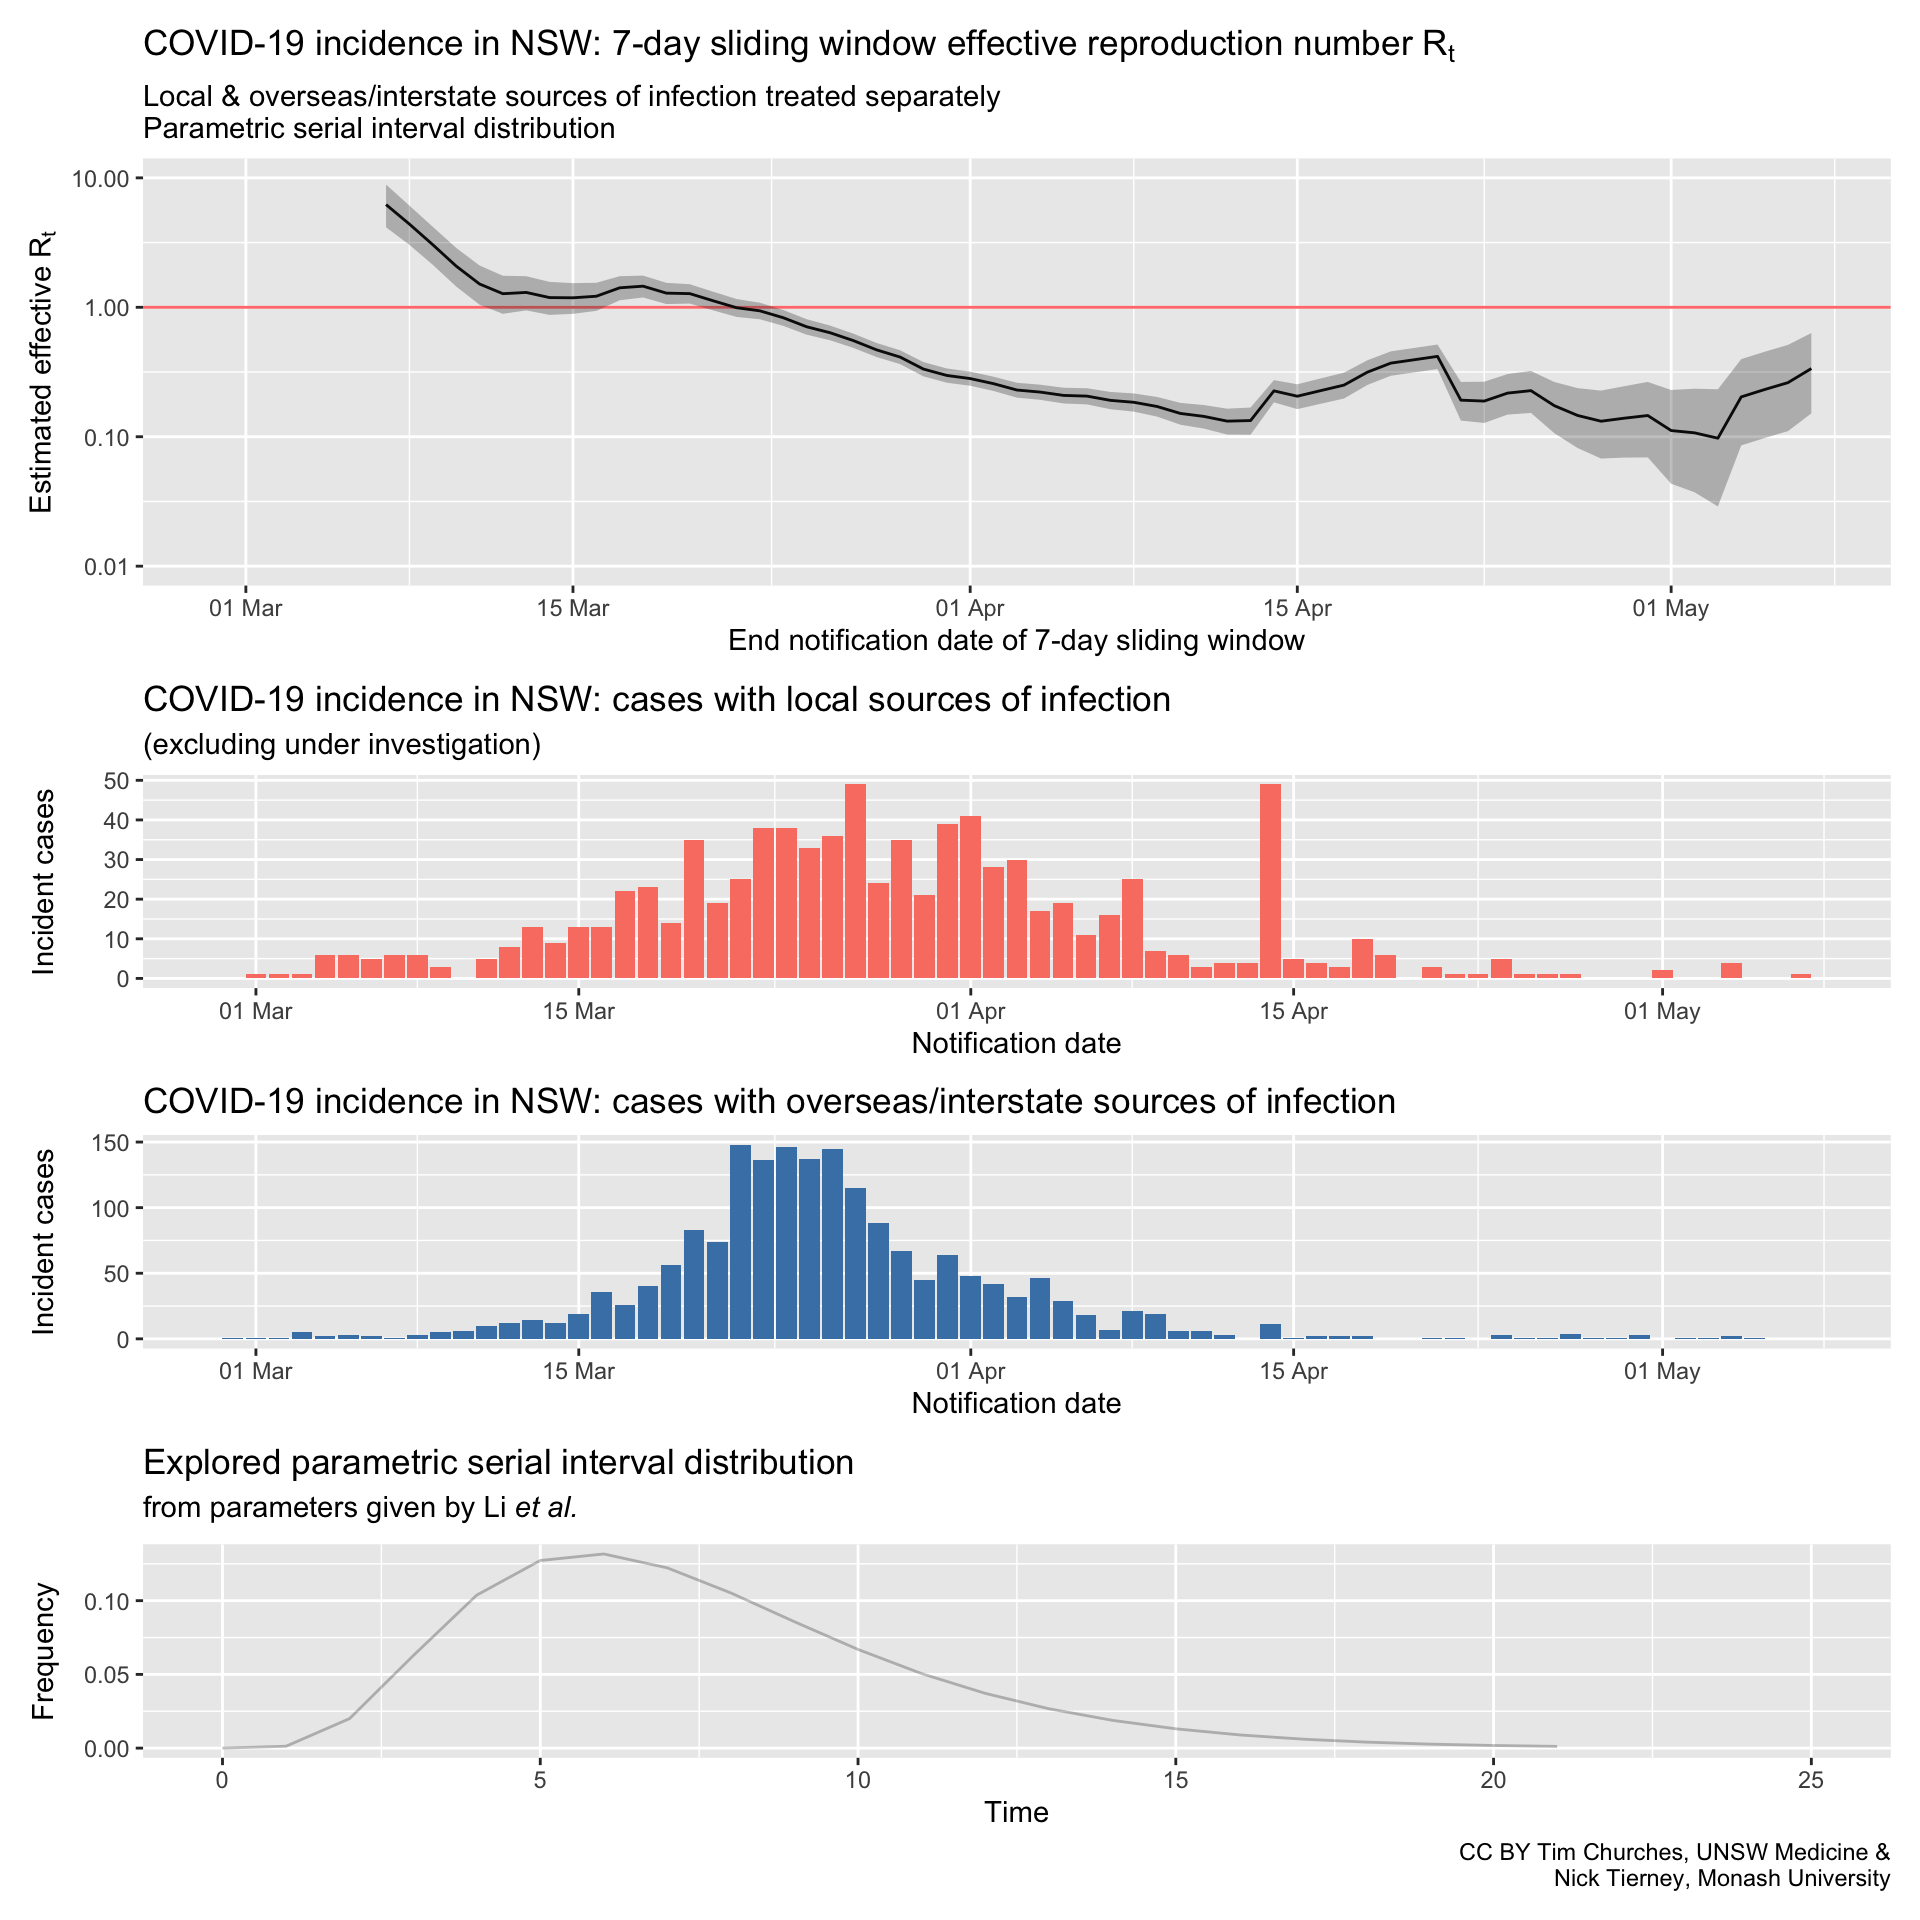 COVID-19 incidence in NSW: 7-day sliding window effective reproduction number Rt
Local & overseas/interstate sources of infection treated separately
Parametric serial interval distribution
Estimated effective Rt
10.00
1.00
0.10
0.01
01 Mar
15 Mar
01 Apr
15 Apr
01 May
End notification date of 7-day sliding window
COVID-19 incidence in NSW: cases with local sources of infection
(excluding under investigation)
Incident cases
50
40
30
20
10
0
01 Mar
15 Mar
01 Apr
15 Apr
01 May
Notification date
COVID-19 incidence in NSW: cases with overseas/interstate sources of infection
Incident cases
150
100
50
0
01 Mar
15 Mar
01 Apr
15 Apr
01 May
Notification date
Explored parametric serial interval distribution
from parameters given by Li et al.
Frequency
0.10
0.05
0.00
0
5
10
15
20
25
Time
CC BY Tim Churches, UNSW Medicine &
Nick Tierney, Monash University